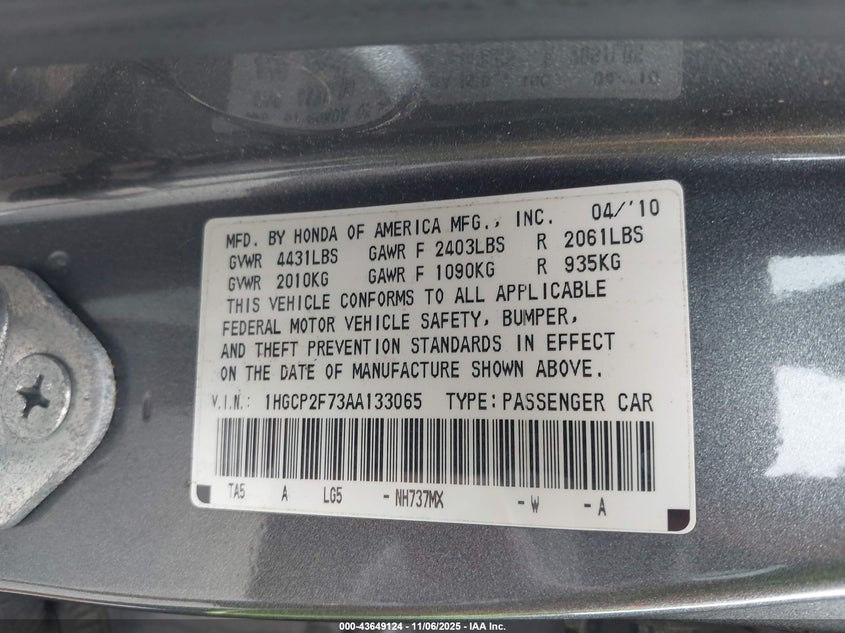 MFD. BY HONDA OF AMERICA MFG., INC. 04/'10
GVWR 4431LBS GAWR F 2403LBS R 2061LBS
GVWR 2010KG GAWR F 1090KG R 935KG
THIS VEHICLE CONFORMS TO ALL APPLICABLE
FEDERAL MOTOR VEHICLE SAFETY, BUMPER,
AND THEFT PREVENTION STANDARDS IN EFFECT
ON THE DATE OF MANUFACTURE SHOWN ABOVE.
V.I.N.: 1HGCP2F73AA133065 TYPE: PASSENGER CAR
TA5 A LG5 - NH737MX - W - A
000-43649124 - 11/06/2025 - IAA Inc.